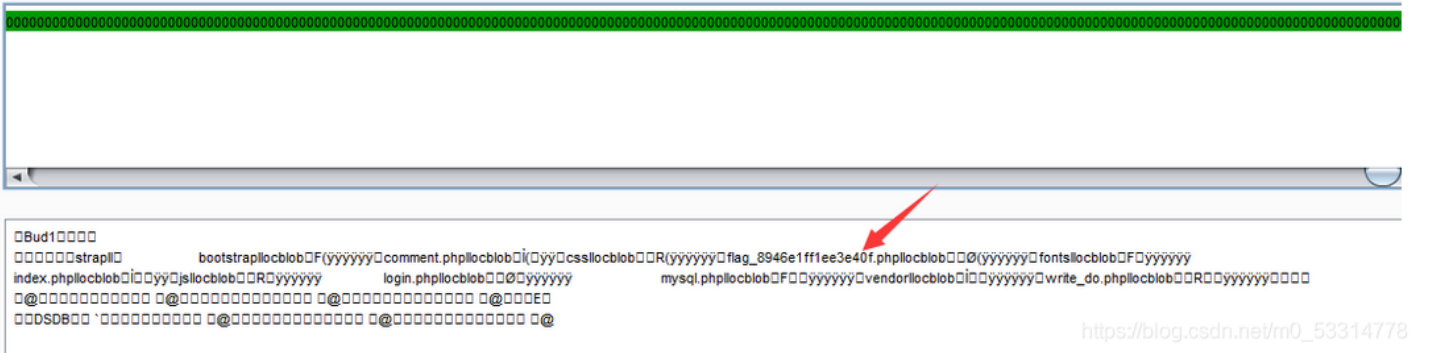 000000000000000000000000000000000000000000000000000000000000000000000000000000000000000000000000000000000000000000000000000000000000000000000000000000000000000000000000000000000000000000000000000000000000000000000000000000000000
□Bud1□□□□
□□□□□□strapIl□ bootstrapIlocblob□F(ÿÿÿÿÿÿ□comment.phpIlocblob□Ì(□ÿÿ□cssIlocblob□□R(ÿÿÿÿÿÿ□flag_8946e1ff1ee3e40f.phpIlocblob□□Ø(ÿÿÿÿÿÿ□fontsIlocblob□F□ÿÿÿÿÿÿ
index.phpIlocblob□Ì□□ÿÿ□jsIlocblob□□R□ÿÿÿÿÿÿ login.phpIlocblob□□Ø□ÿÿÿÿÿÿ mysql.phpIlocblob□F□□ÿÿÿÿÿÿ□vendorIlocblob□Ì□□ÿÿÿÿÿÿ□write_do.phpIlocblob□□R□□ÿÿÿÿÿÿ□□□□
□@□□□□□□□□□□□ □@□□□□□□□□□□□□□ □@□□□□□□□□□□□□□ □@□□□E□
□□DSDB□□ `□□□□□□□□□□ □@□□□□□□□□□□□□□ □@□□□□□□□□□□□□□ □@
https://blog.csdn.net/m0_53314778